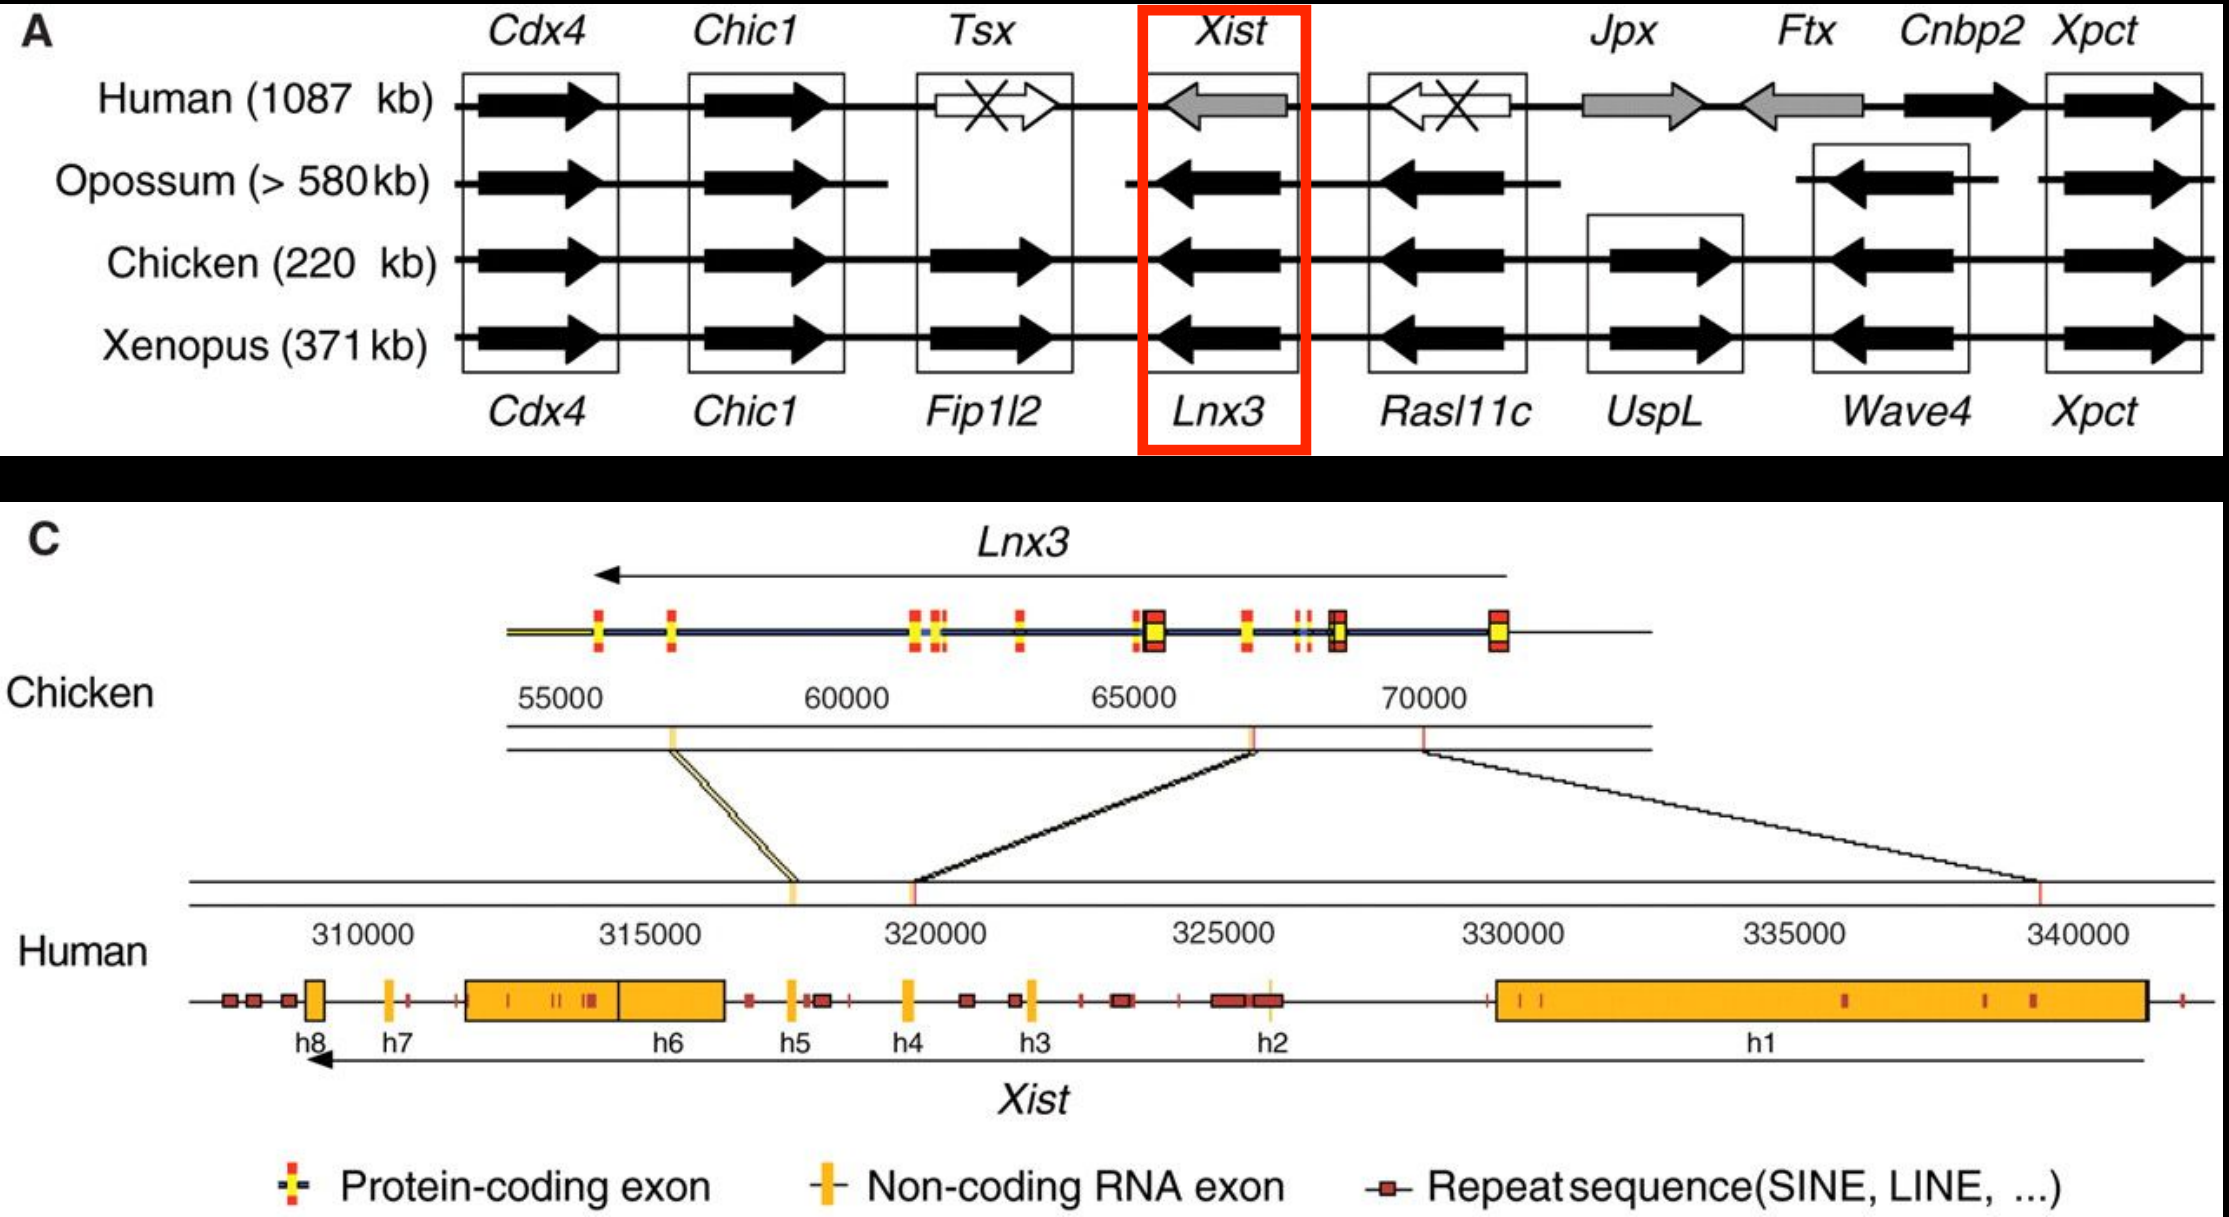 A
Cdx4 Chic1 Tsx Xist Jpx Ftx Cnbp2 Xpct
Human (1087 kb)
Opossum (> 580 kb)
Chicken (220 kb)
Xenopus (371 kb)
Cdx4 Chic1 Fip1l2 Lnx3 Rasl11c UspL Wave4 Xpct
C
Lnx3
Chicken
55000 60000 65000 70000
Human
310000 315000 320000 325000 330000 335000 340000
h8 h7 h6 h5 h4 h3 h2 h1
Xist
Protein-coding exon Non-coding RNA exon Repeat sequence(SINE, LINE, ...)